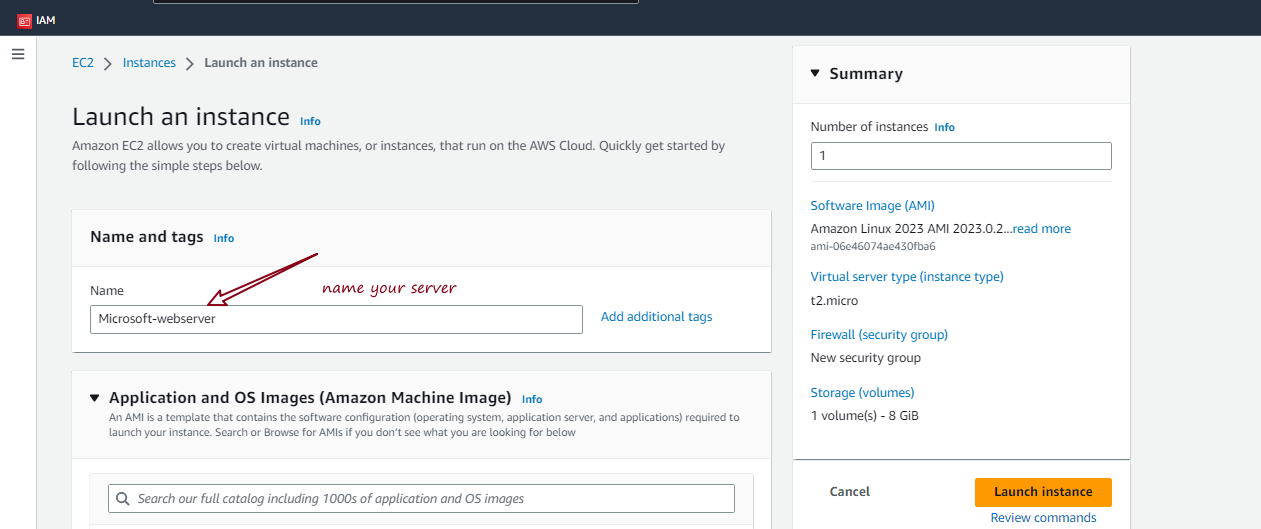 IAM
EC2 > Instances > Launch an instance
Launch an instance Info
Amazon EC2 allows you to create virtual machines, or instances, that run on the AWS Cloud. Quickly get started by
following the simple steps below.
Name and tags Info
name your server
Name
Microsoft-webserver
Add additional tags
Application and OS Images (Amazon Machine Image) Info
An AMI is a template that contains the software configuration (operating system, application server, and applications) required to
launch your instance. Search or Browse for AMIs if you don't see what you are looking for below
Search our full catalog including 1000s of application and OS images
Summary
Number of instances Info
1
Software Image (AMI)
Amazon Linux 2023 AMI 2023.0.2...read more
ami-06e46074ae430fba6
Virtual server type (instance type)
t2.micro
Firewall (security group)
New security group
Storage (volumes)
1 volume(s) - 8 GiB
Cancel
Launch instance
Review commands